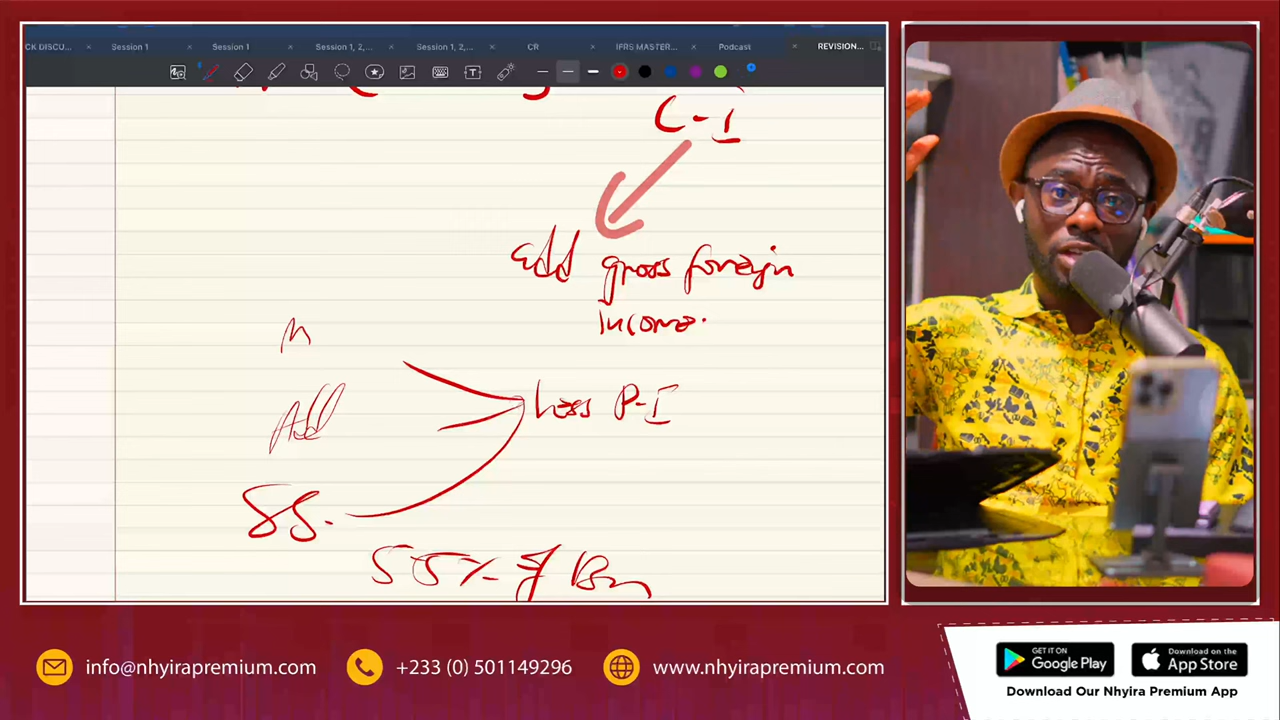 CK DISCU... × Session 1 × Session 1 × Session 1, 2,... × Session 1, 2,... × CR × IFRS MASTER... × Podcast × REVISION...
C-I
add gross foreign
income.
Add
Less P-I
SS.
55% of
info@nhyirapremium.com
+233 (0) 501149296
www.nhyirapremium.com
GET IT ON
Google Play
Download on the
App Store
Download Our Nhyira Premium App